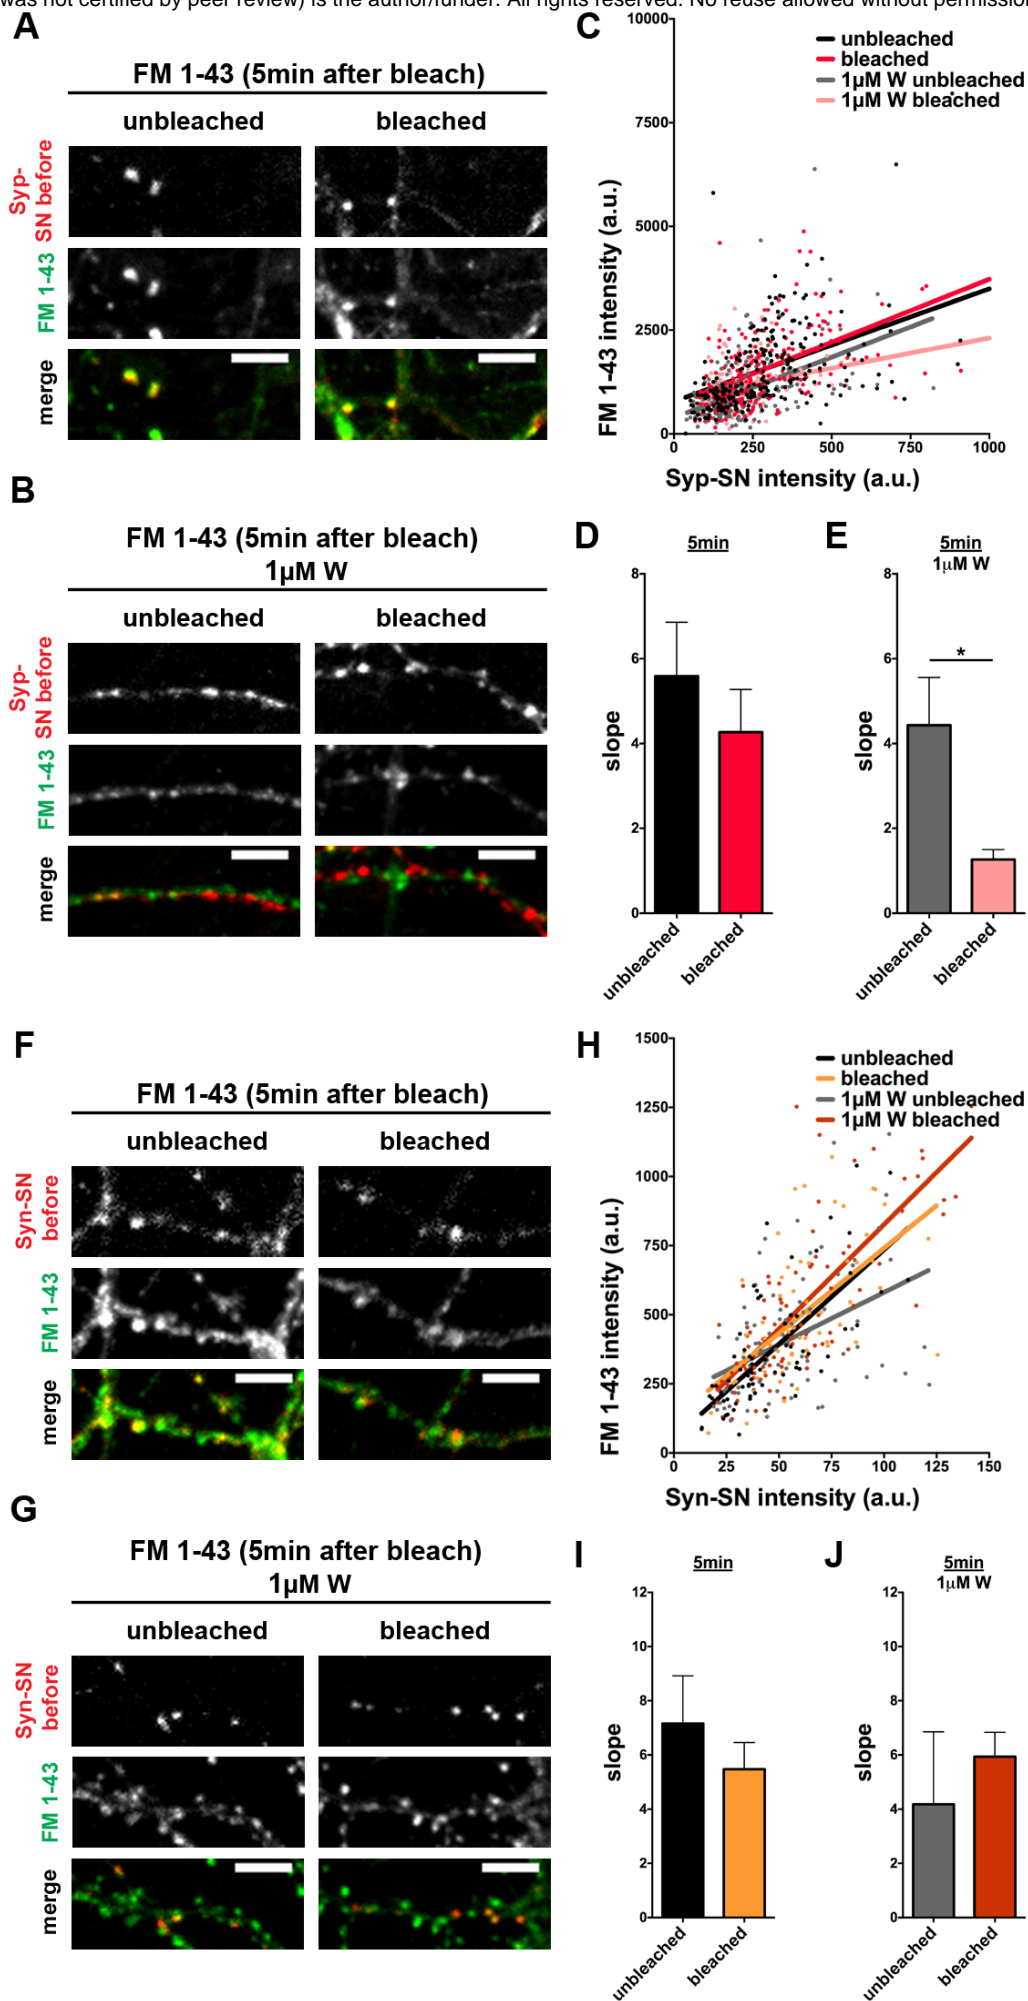 was not certified by peer review) is the author/funder. All rights reserved. No reuse allowed without permission
A
FM 1-43 (5min after bleach)
unbleached
bleached
Syp-
SN before
FM 1-43
merge
C
10000
7500
5000
2500
0
FM 1-43 intensity (a.u.)
unbleached
bleached
1µM W unbleached
1µM W bleached
0
250
500
750
1000
Syp-SN intensity (a.u.)
B
FM 1-43 (5min after bleach)
1µM W
unbleached
bleached
Syp-
SN before
FM 1-43
merge
D
5min
8
6
4
2
0
slope
unbleached
bleached
E
5min
1µM W
8
6
4
2
0
slope
*
unbleached
bleached
F
FM 1-43 (5min after bleach)
unbleached
bleached
Syn-SN
before
FM 1-43
merge
H
1500
1250
1000
750
500
250
0
FM 1-43 intensity (a.u.)
unbleached
bleached
1µM W unbleached
1µM W bleached
0
25
50
75
100
125
150
Syn-SN intensity (a.u.)
G
FM 1-43 (5min after bleach)
1µM W
unbleached
bleached
Syn-SN
before
FM 1-43
merge
I
5min
12
10
8
6
4
2
0
slope
unbleached
bleached
J
5min
1µM W
12
10
8
6
4
2
0
slope
unbleached
bleached